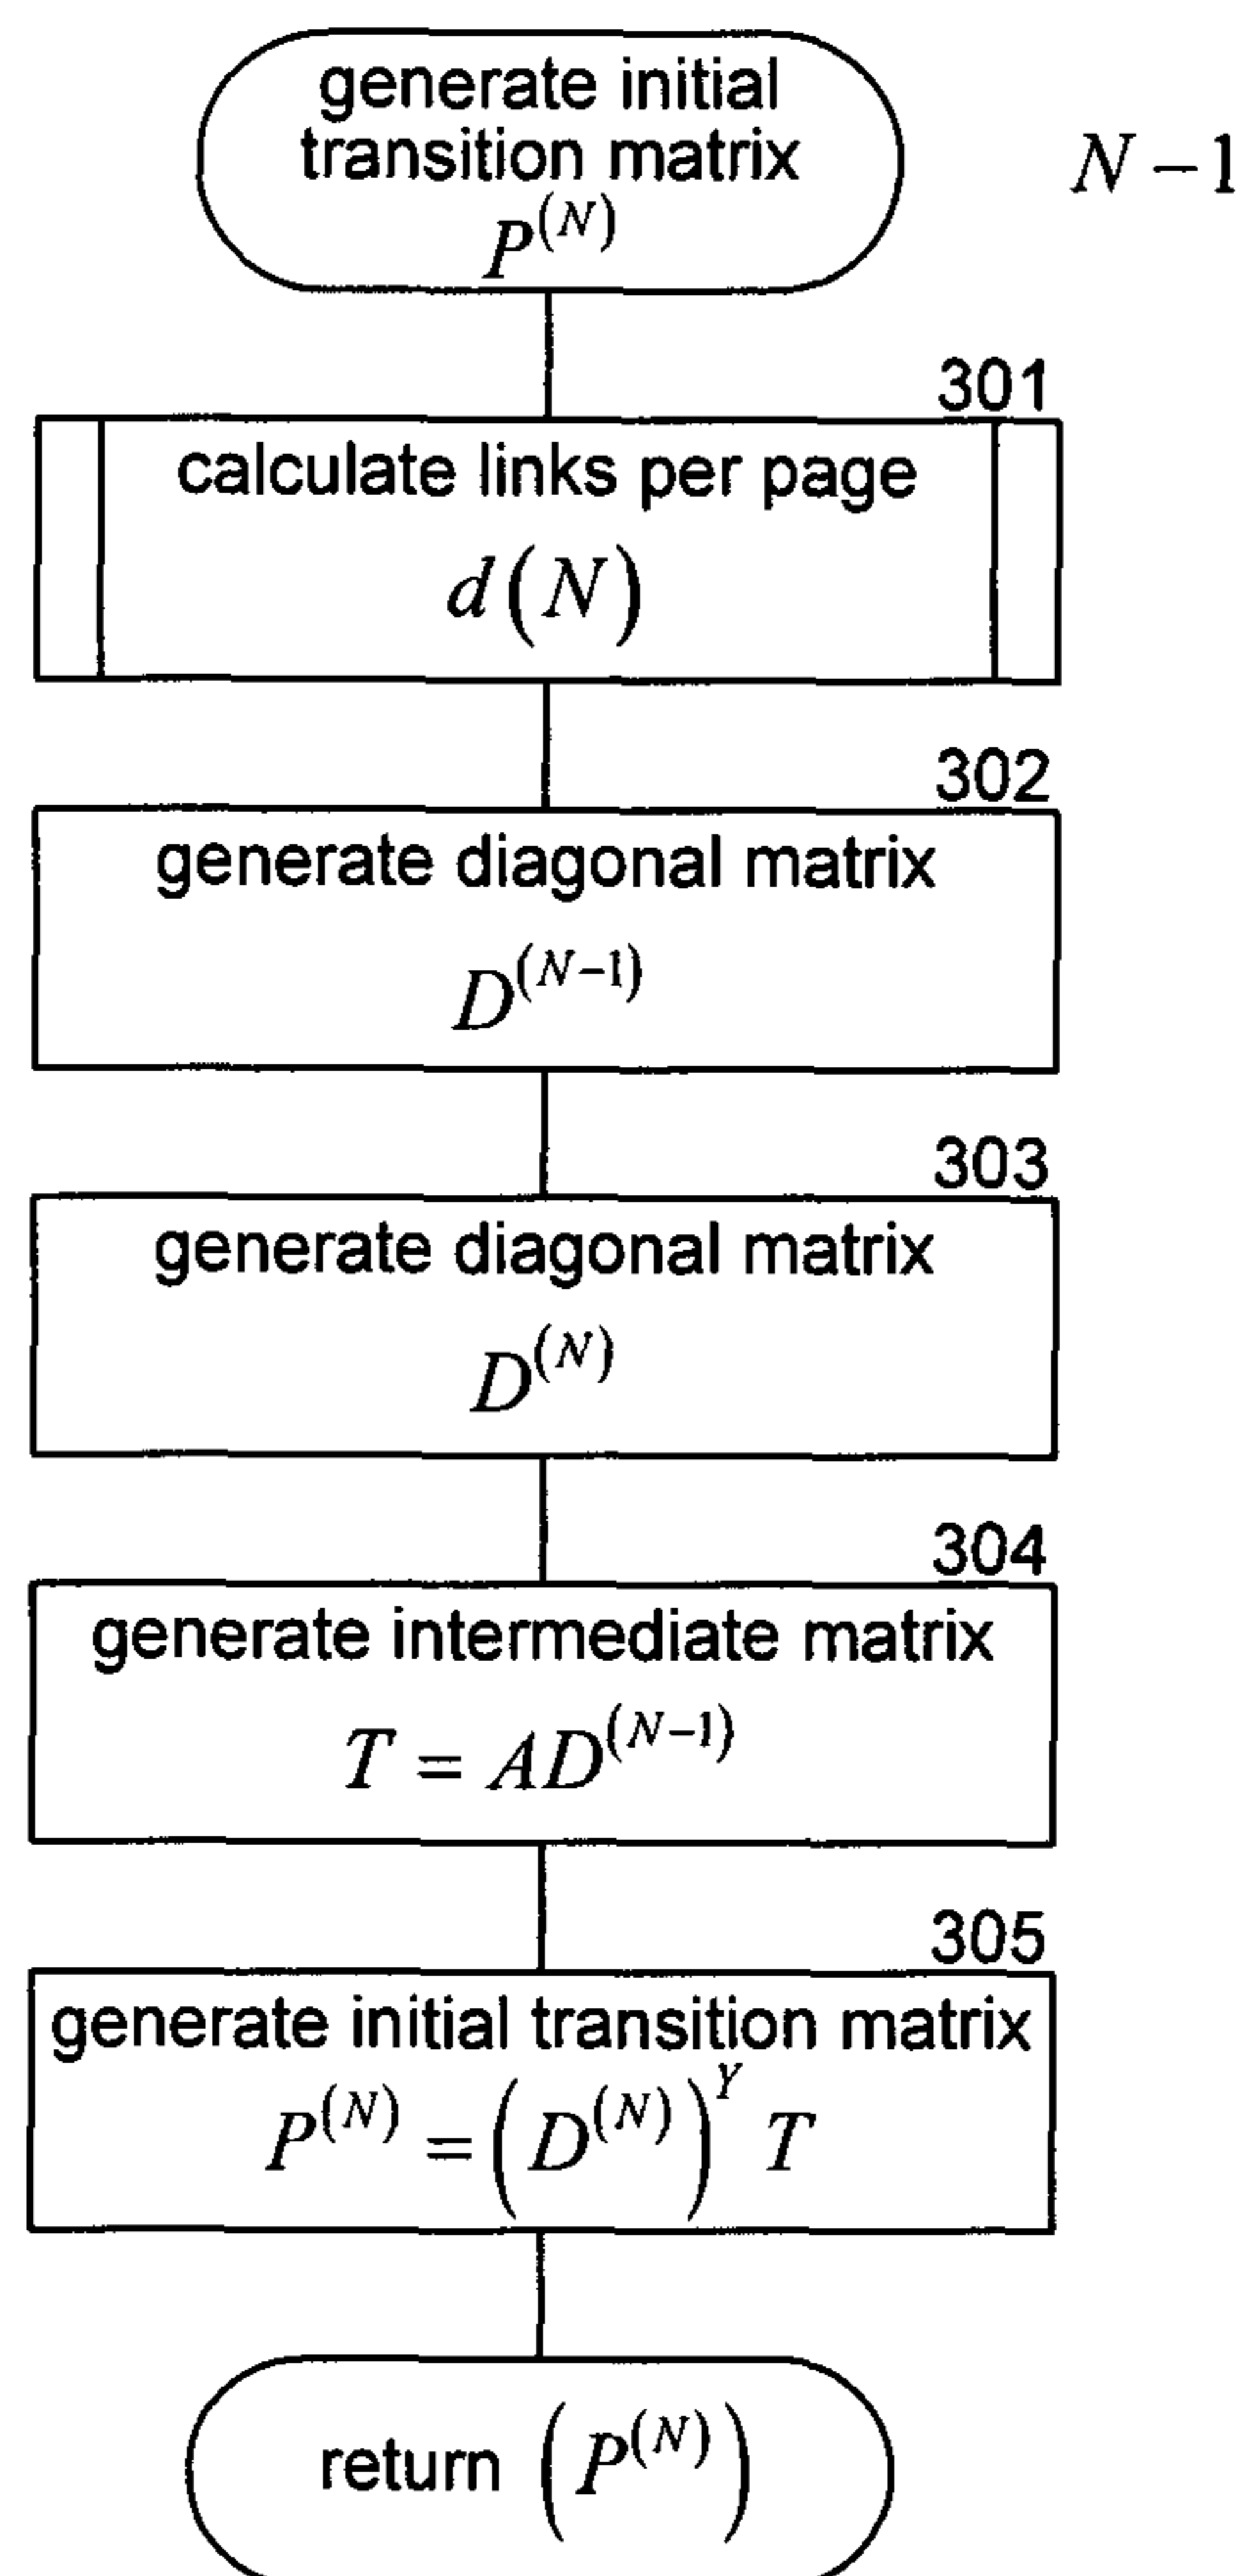 generate initial
transition matrix
P^(N)
N – 1
301
calculate links per page
d(N)
302
generate diagonal matrix
D^(N–1)
303
generate diagonal matrix
D^(N)
304
generate intermediate matrix
T = AD^(N–1)
305
generate initial transition matrix
P^(N) = (D^(N))^Y T
return (P^(N))